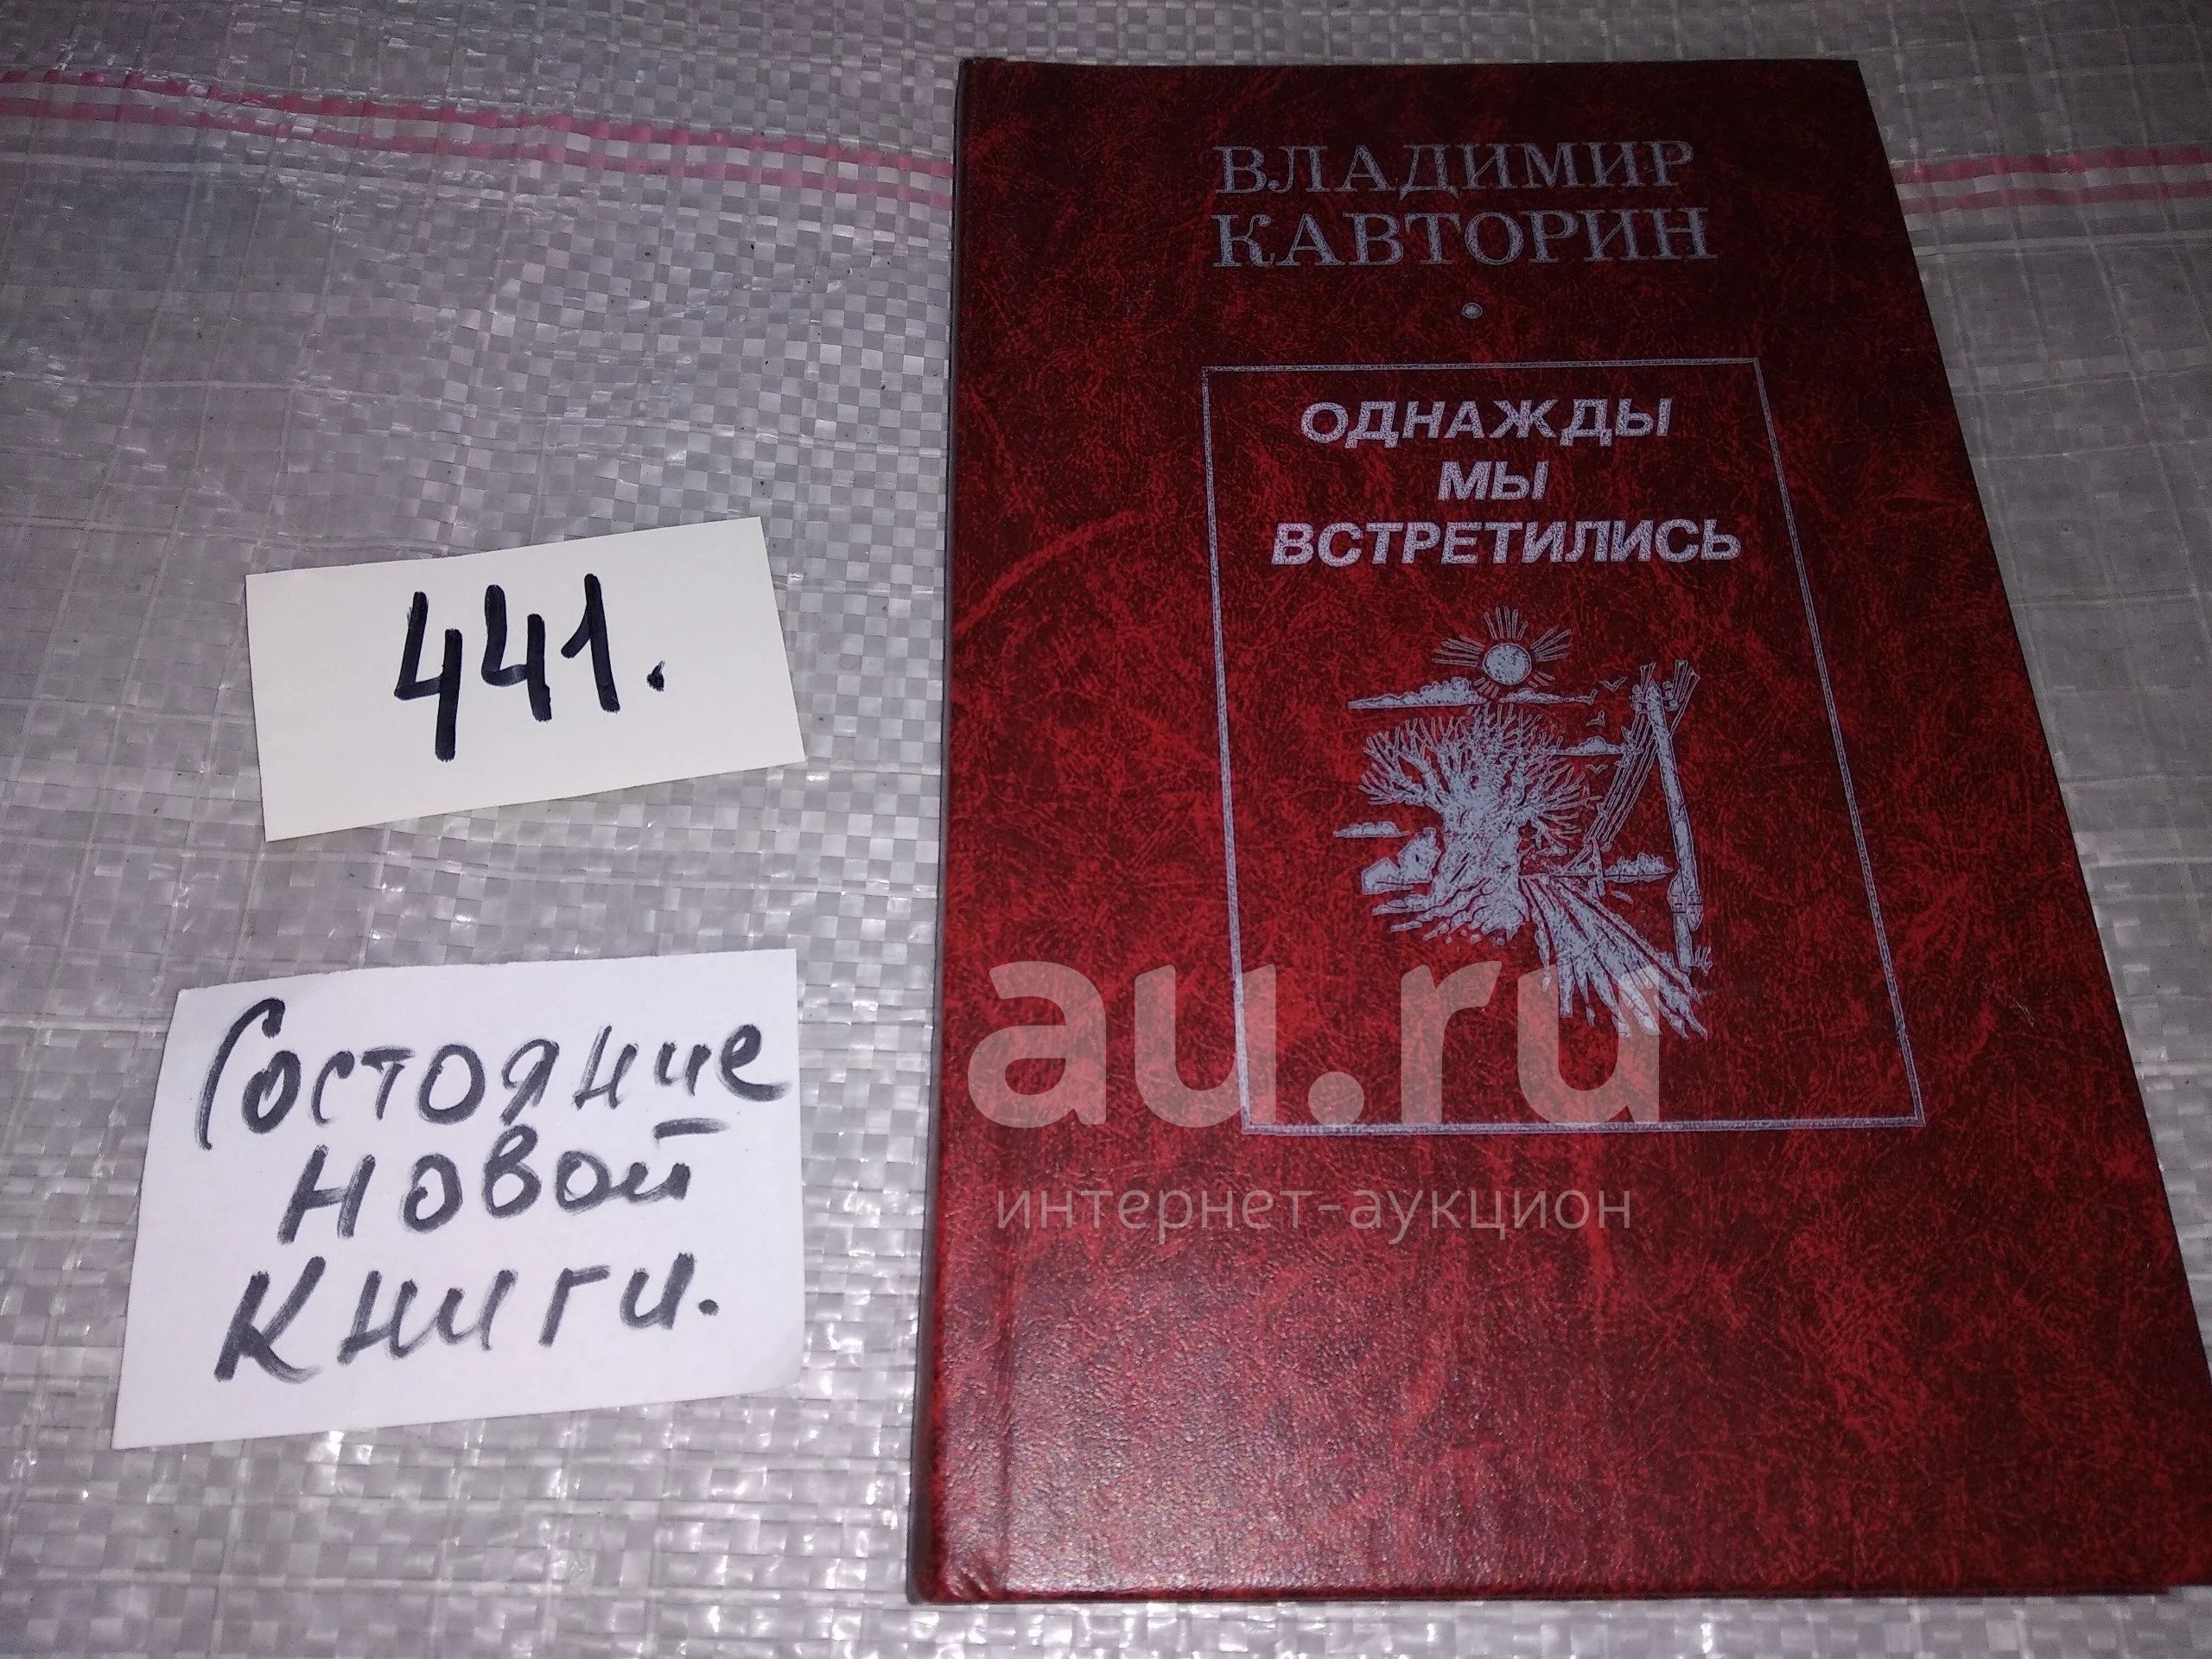 441.
Состояние
новой
книги.
ВЛАДИМИР
КАВТОРИН
ОДНАЖДЫ
МЫ
ВСТРЕТИЛИСЬ
au.ru
интернет-аукцион